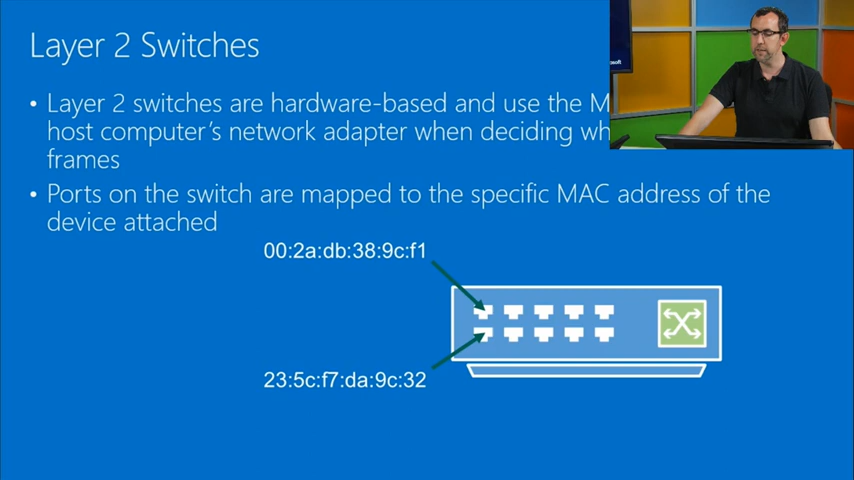 Layer 2 Switches
• Layer 2 switches are hardware-based and use the M
host computer's network adapter when deciding wh
frames
• Ports on the switch are mapped to the specific MAC address of the
device attached
00:2a:db:38:9c:f1
23:5c:f7:da:9c:32